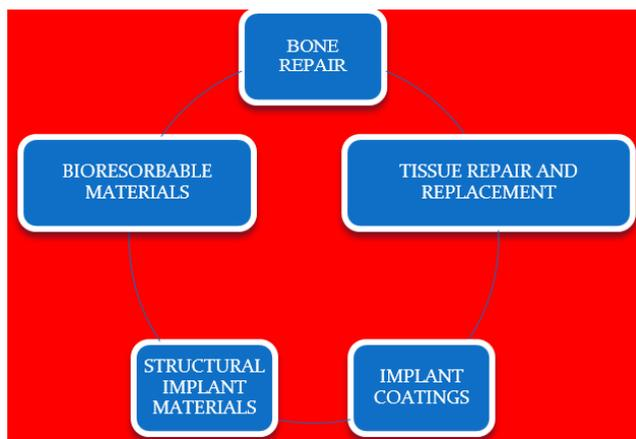 BONE
REPAIR
BIORESORBABLE
MATERIALS
TISSUE REPAIR AND
REPLACEMENT
STRUCTURAL
IMPLANT
MATERIALS
IMPLANT
COATINGS